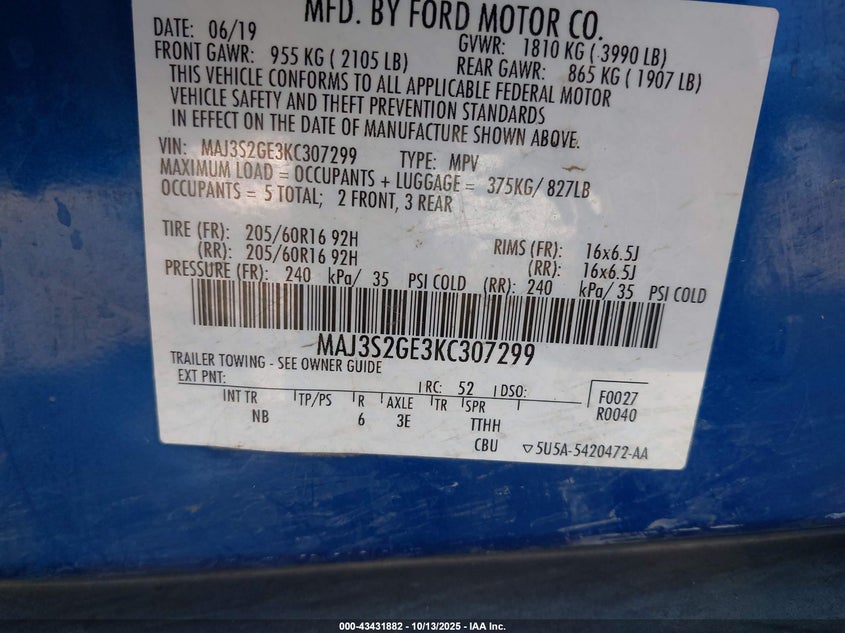 MFD. BY FORD MOTOR CO.
DATE: 06/19 GVWR: 1810 KG ( 3990 LB)
FRONT GAWR: 955 KG ( 2105 LB) REAR GAWR: 865 KG ( 1907 LB)
THIS VEHICLE CONFORMS TO ALL APPLICABLE FEDERAL MOTOR
VEHICLE SAFETY AND THEFT PREVENTION STANDARDS
IN EFFECT ON THE DATE OF MANUFACTURE SHOWN ABOVE.
VIN: MAJ3S2GE3KC307299 TYPE: MPV
MAXIMUM LOAD = OCCUPANTS + LUGGAGE = 375KG/ 827LB
OCCUPANTS = 5 TOTAL; 2 FRONT, 3 REAR
TIRE (FR): 205/60R16 92H RIMS (FR): 16x6.5J
(RR): 205/60R16 92H (RR): 16x6.5J
PRESSURE (FR): 240 kPa/ 35 PSI COLD (RR): 240 kPa/ 35 PSI COLD
MAJ3S2GE3KC307299
TRAILER TOWING - SEE OWNER GUIDE
EXT PNT: RC: 52 DSO: F0027
INT TR TP/PS R AXLE TR SPR R0040
NB 6 3E TTHH
CBU ▽5U5A-5420472-AA
000-43431882 - 10/13/2025 - IAA Inc.